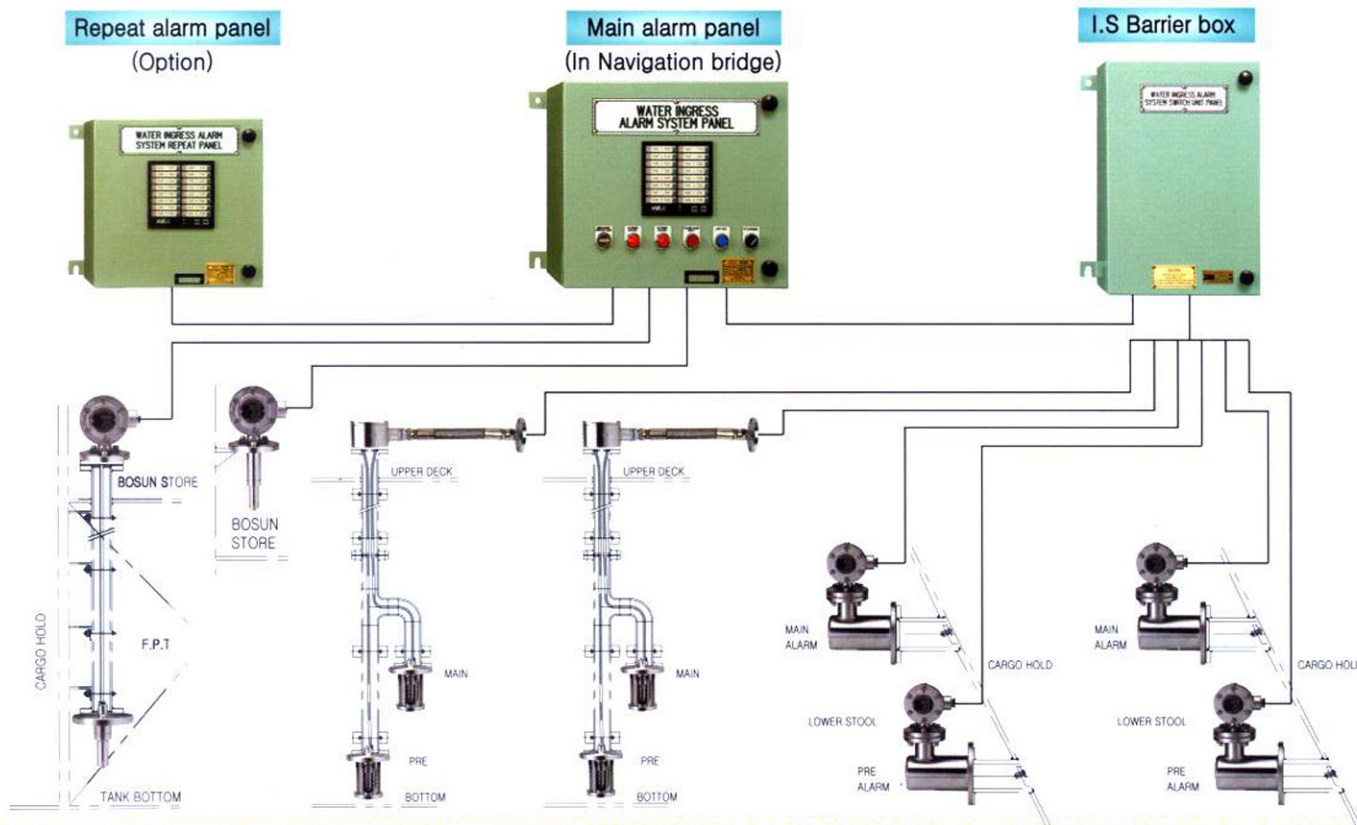 Repeat alarm panel
(Option)
Main alarm panel
(In Navigation bridge)
I.S Barrier box
WATER INGRESS ALARM
SYSTEM REPEAT PANEL
WATER INGRESS
ALARM SYSTEM PANEL
WATER INGRESS ALARM
SYSTEM SWITCH UNIT PANEL
BOSUN STORE
CARGO HOLD
F.P.T
TANK BOTTOM
BOSUN
STORE
UPPER DECK
MAIN
PRE
BOTTOM
UPPER DECK
MAIN
PRE
BOTTOM
MAIN
ALARM
CARGO HOLD
LOWER STOOL
PRE
ALARM
MAIN
ALARM
CARGO HOLD
LOWER STOOL
PRE
ALARM